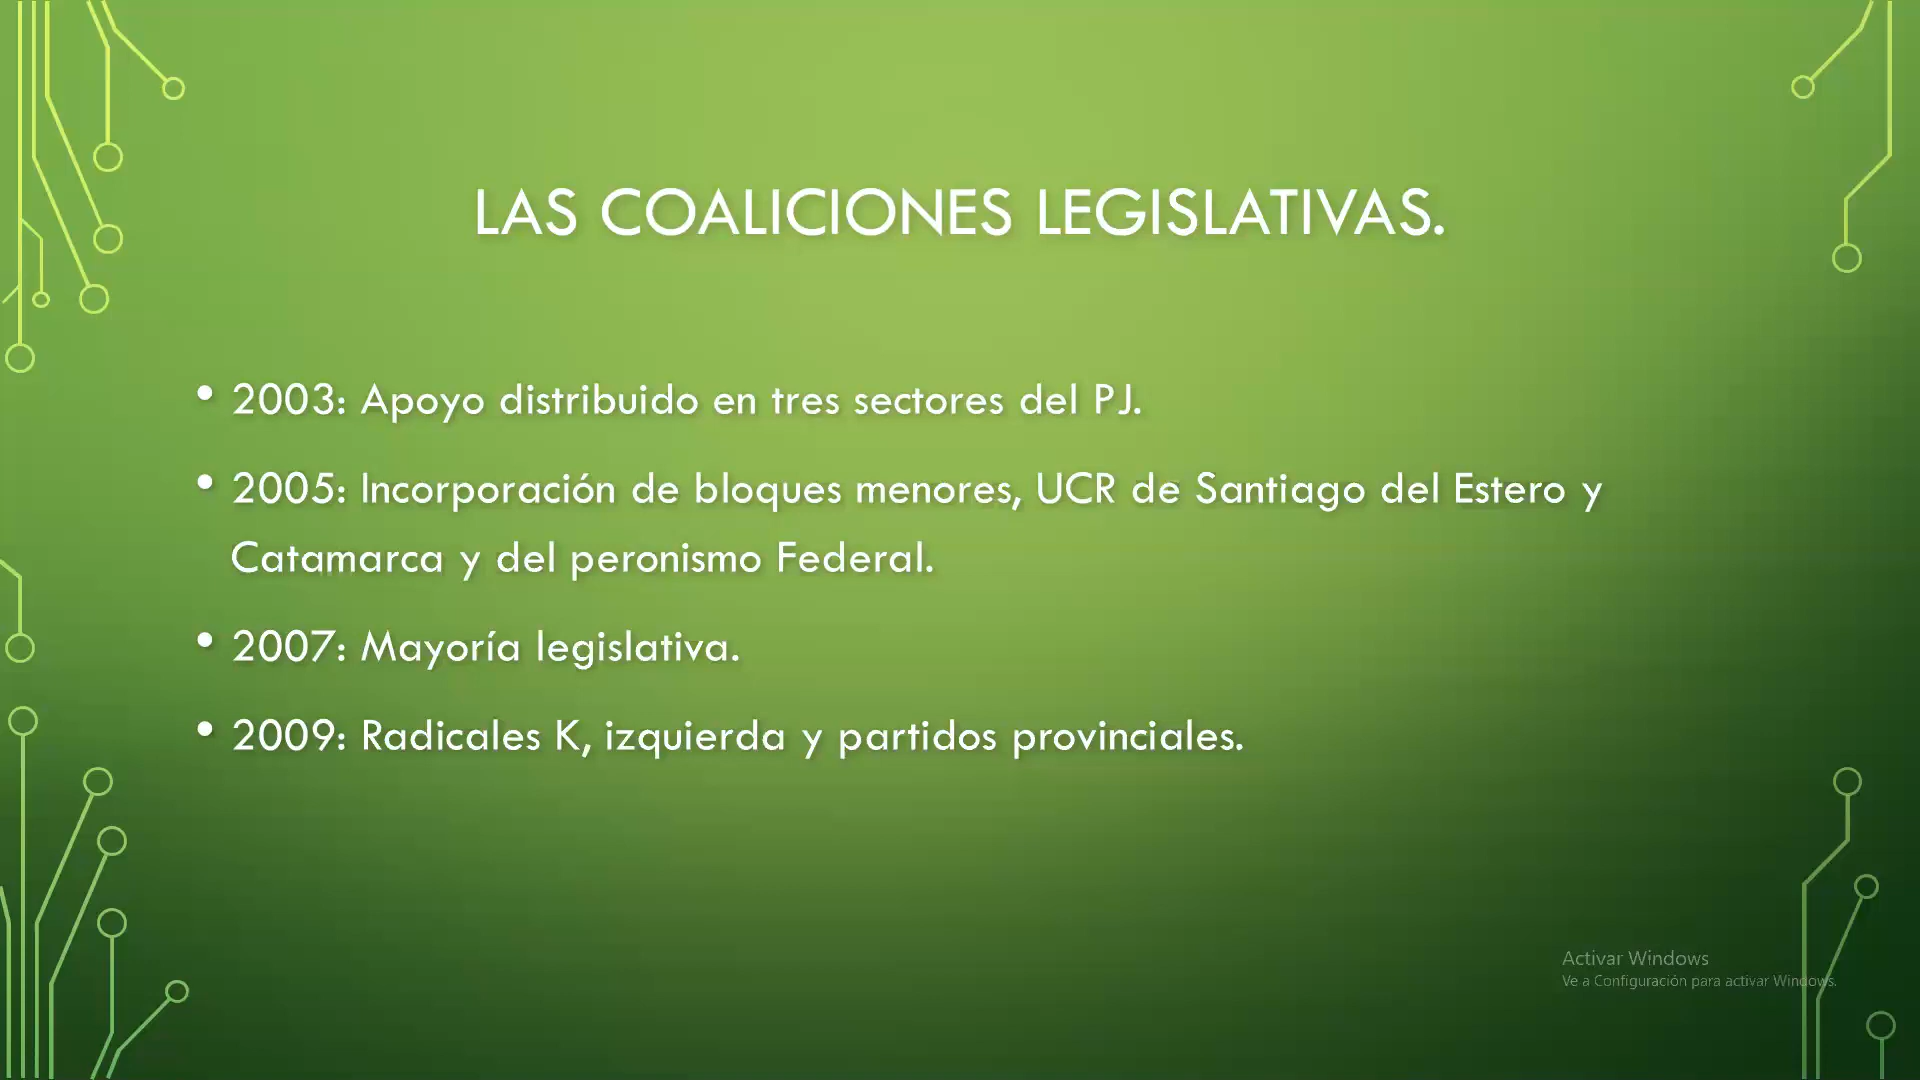 LAS COALICIONES LEGISLATIVAS.
• 2003: Apoyo distribuido en tres sectores del PJ.
• 2005: Incorporación de bloques menores, UCR de Santiago del Estero y
Catamarca y del peronismo Federal.
• 2007: Mayoría legislativa.
• 2009: Radicales K, izquierda y partidos provinciales.
Activar Windows
Ve a Configuración para activar Windows.